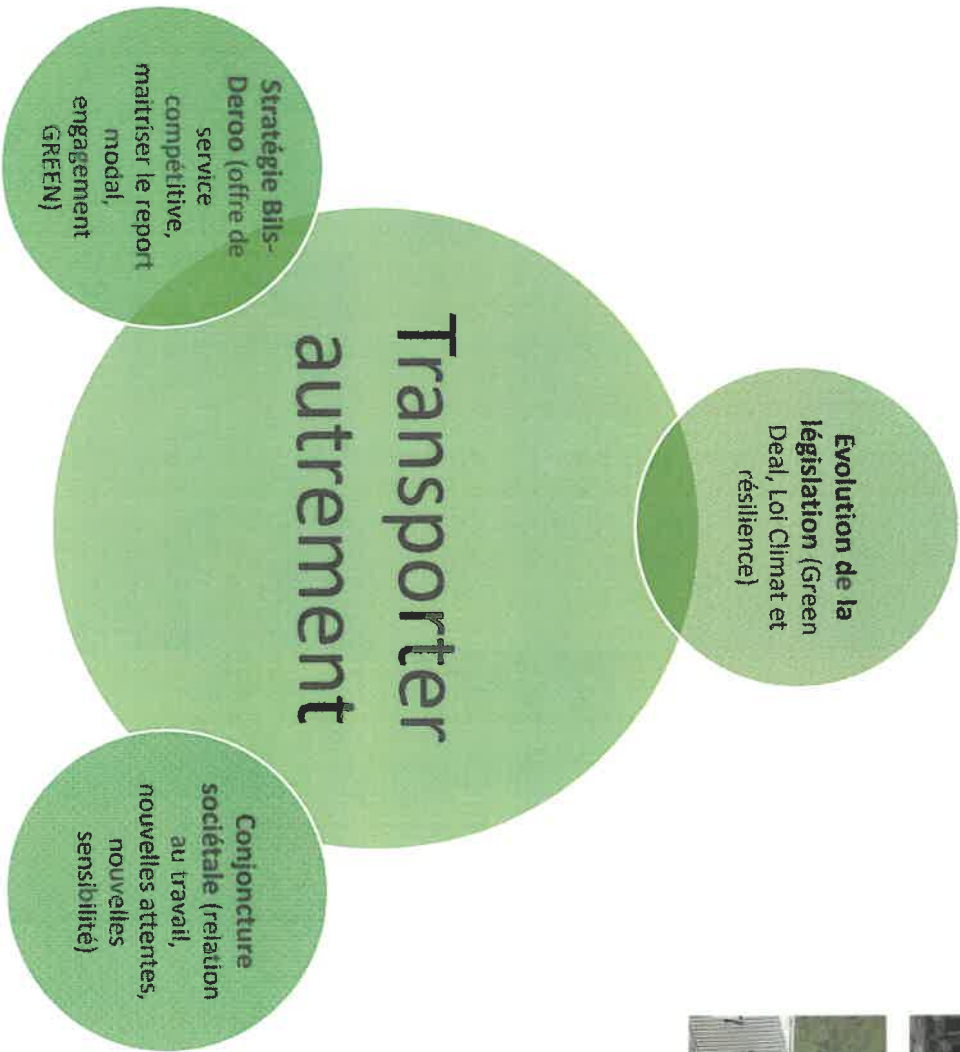 Evolution de la
législation (Green
Deal, Loi Climat et
résilience)
Transporter
autrement
Stratégie Bils-
Deroo (offre de
service
compétitive,
maitriser le report
modal,
engagement
GREEN)
Conjoncture
sociétale (relation
au travail,
nouvelles attentes,
nouvelles
sensibilité)